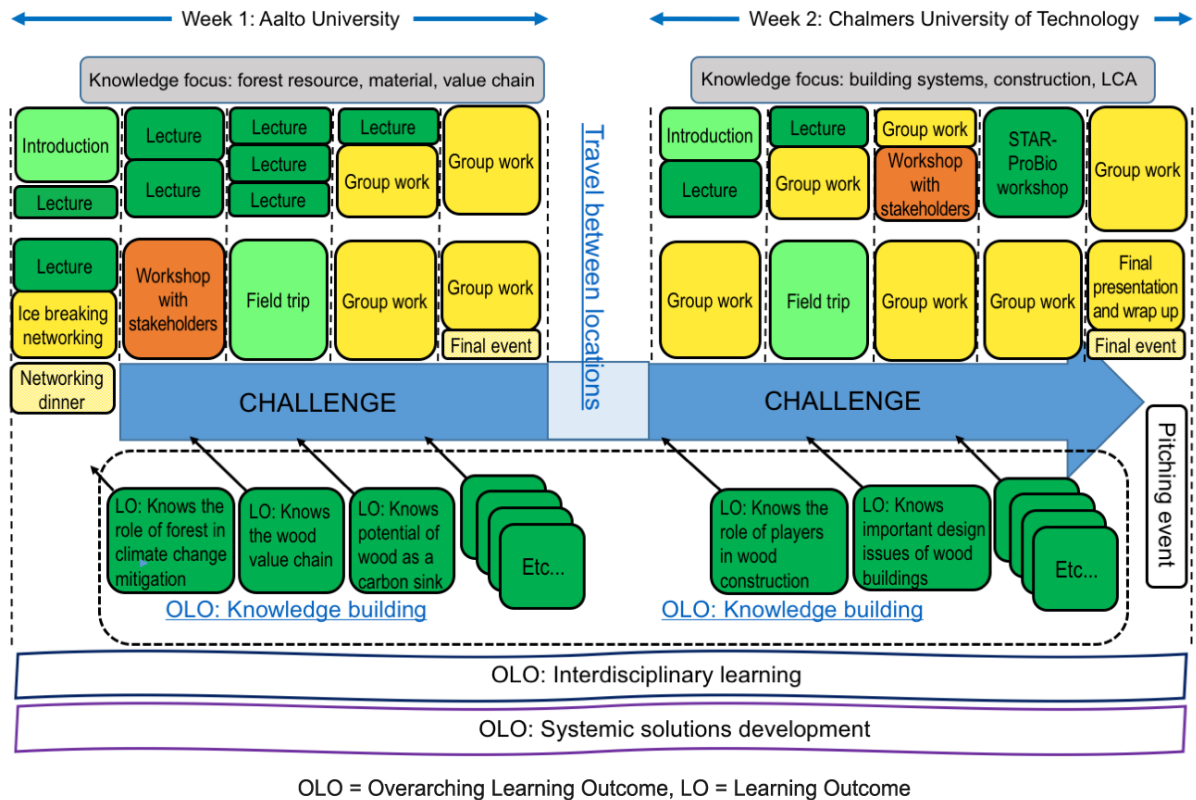 Week 1: Aalto University
Week 2: Chalmers University of Technology
Knowledge focus: forest resource, material, value chain
Knowledge focus: building systems, construction, LCA
Introduction
Lecture
Lecture
Ice breaking
networking
Networking
dinner
Lecture
Lecture
Workshop
with
stakeholders
Lecture
Lecture
Lecture
Field trip
Lecture
Group work
Group work
Group work
Group work
Final event
Travel between locations
Introduction
Lecture
Group work
Lecture
Group work
Field trip
Group work
Workshop
with
stakeholders
Group work
STAR-
ProBio
workshop
Group work
Group work
Final
presentation
and wrap up
Final event
CHALLENGE
CHALLENGE
Pitching event
LO: Knows the
role of forest in
climate change
mitigation
LO: Knows
the wood
value chain
LO: Knows
potential of
wood as a
carbon sink
Etc...
OLO: Knowledge building
LO: Knows the
role of players
in wood
construction
LO: Knows
important design
issues of wood
buildings
Etc...
OLO: Knowledge building
OLO: Interdisciplinary learning
OLO: Systemic solutions development
OLO = Overarching Learning Outcome, LO = Learning Outcome